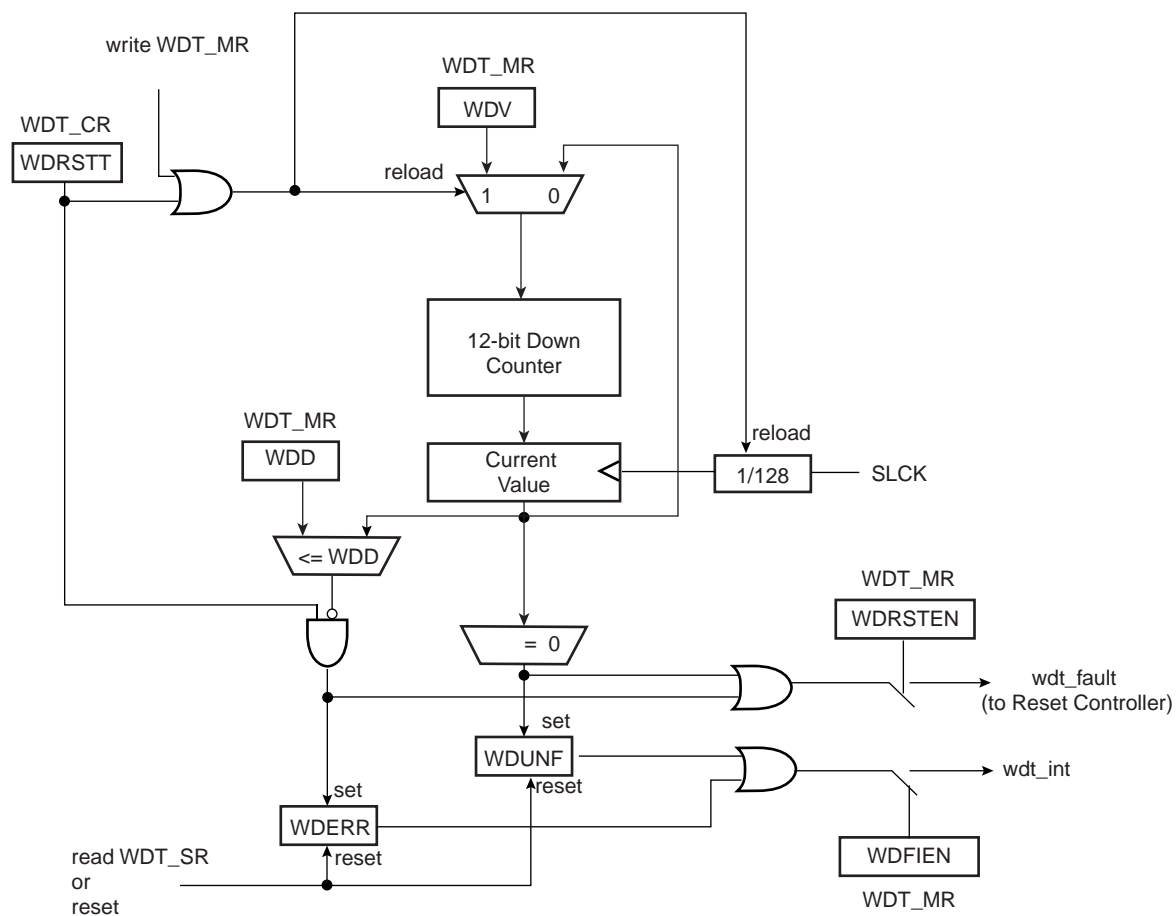 write WDT_MR
WDT_MR
WDV
WDT_CR
WDRSTT
reload
1 0
12-bit Down
Counter
WDT_MR
WDD
reload
Current
Value
1/128
SLCK
<= WDD
WDT_MR
WDRSTEN
= 0
wdt_fault
(to Reset Controller)
set
WDUNF
reset
wdt_int
set
WDERR
reset
read WDT_SR
or
reset
WDFIEN
WDT_MR